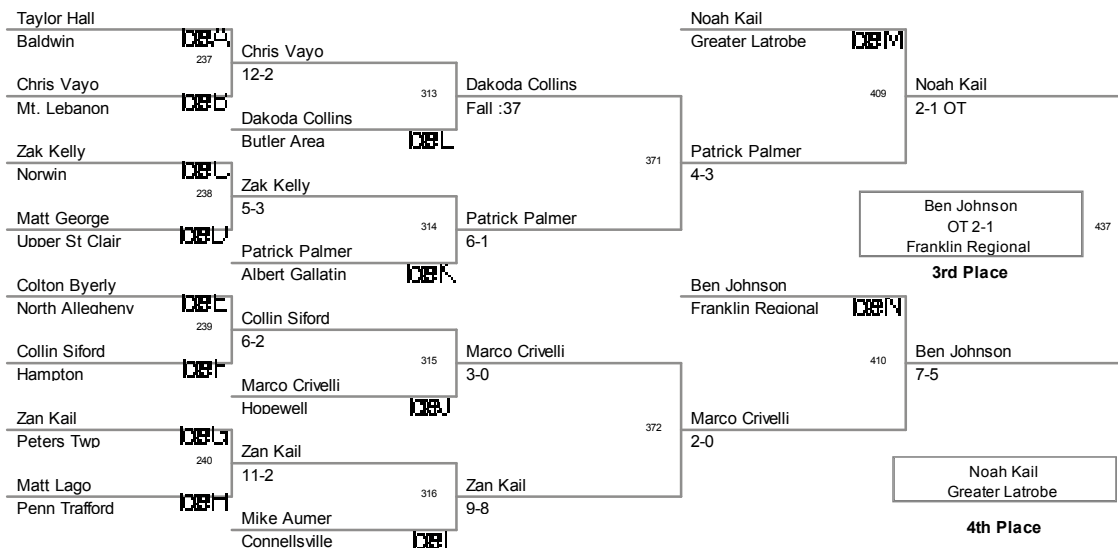 Taylor Hall
Baldwin
237
Chris Vayo
Mt. Lebanon
Chris Vayo
12-2
313
Dakoda Collins
Butler Area
Dakoda Collins
Fall :37
Zak Kelly
Norwin
238
Matt George
Upper St Clair
Zak Kelly
5-3
314
Patrick Palmer
Albert Gallatin
Patrick Palmer
6-1
371
Patrick Palmer
4-3
Noah Kail
Greater Latrobe
409
Noah Kail
2-1 OT
Ben Johnson
OT 2-1
Franklin Regional
437
3rd Place
Colton Byerly
North Allegheny
239
Collin Siford
Hampton
Collin Siford
6-2
315
Marco Crivelli
Hopewell
Marco Crivelli
3-0
Zan Kail
Peters Twp
240
Matt Lago
Penn Trafford
Zan Kail
11-2
316
Mike Aumer
Connellsville
Zan Kail
9-8
372
Marco Crivelli
2-0
Ben Johnson
Franklin Regional
410
Ben Johnson
7-5
Noah Kail
Greater Latrobe
4th Place